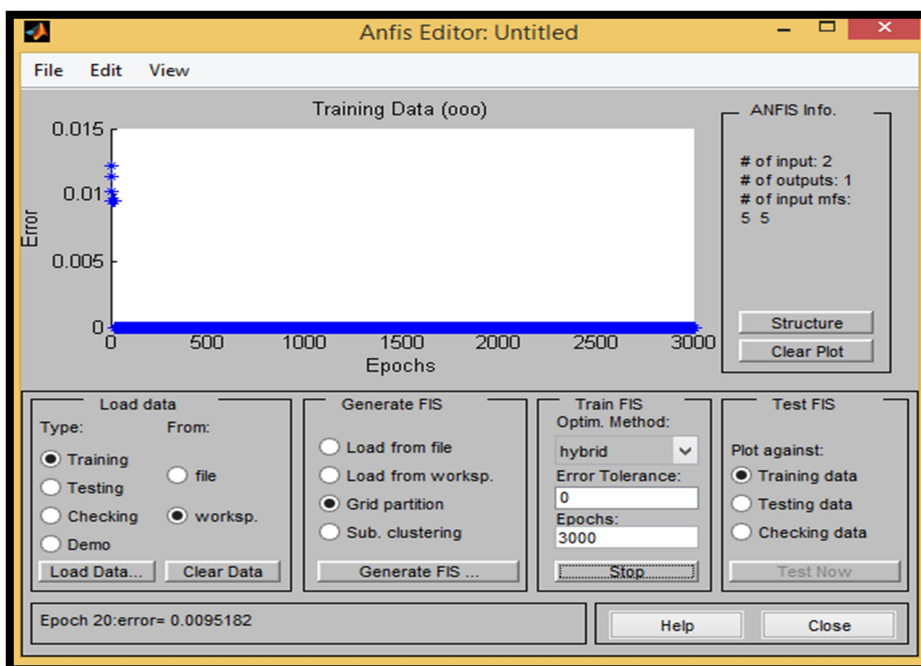 Anfis Editor: Untitled
File Edit View
Training Data (ooo)
0.015
0.01
0.005
0
Error
0 500 1000 1500 2000 2500 3000
Epochs
ANFIS Info.
# of input: 2
# of outputs: 1
# of input mfs:
5 5
Structure
Clear Plot
Load data
Type: From:
Training
Testing
Checking
Demo
file
worksp.
Load Data... Clear Data
Generate FIS
Load from file
Load from worksp.
Grid partition
Sub. clustering
Generate FIS ...
Train FIS
Optim. Method:
hybrid
Error Tolerance:
0
Epochs:
3000
Stop
Test FIS
Plot against:
Training data
Testing data
Checking data
Test Now
Epoch 20:error= 0.0095182
Help Close